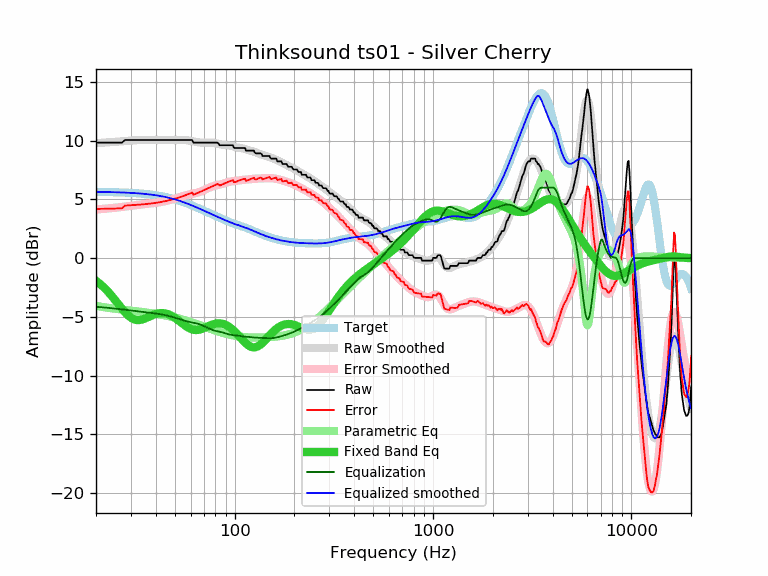 Thinksound ts01 - Silver Cherry
15
10
5
0
−5
−10
−15
−20
Amplitude (dBr)
Target
Raw Smoothed
Error Smoothed
Raw
Error
Parametric Eq
Fixed Band Eq
Equalization
Equalized smoothed
100
1000
10000
Frequency (Hz)